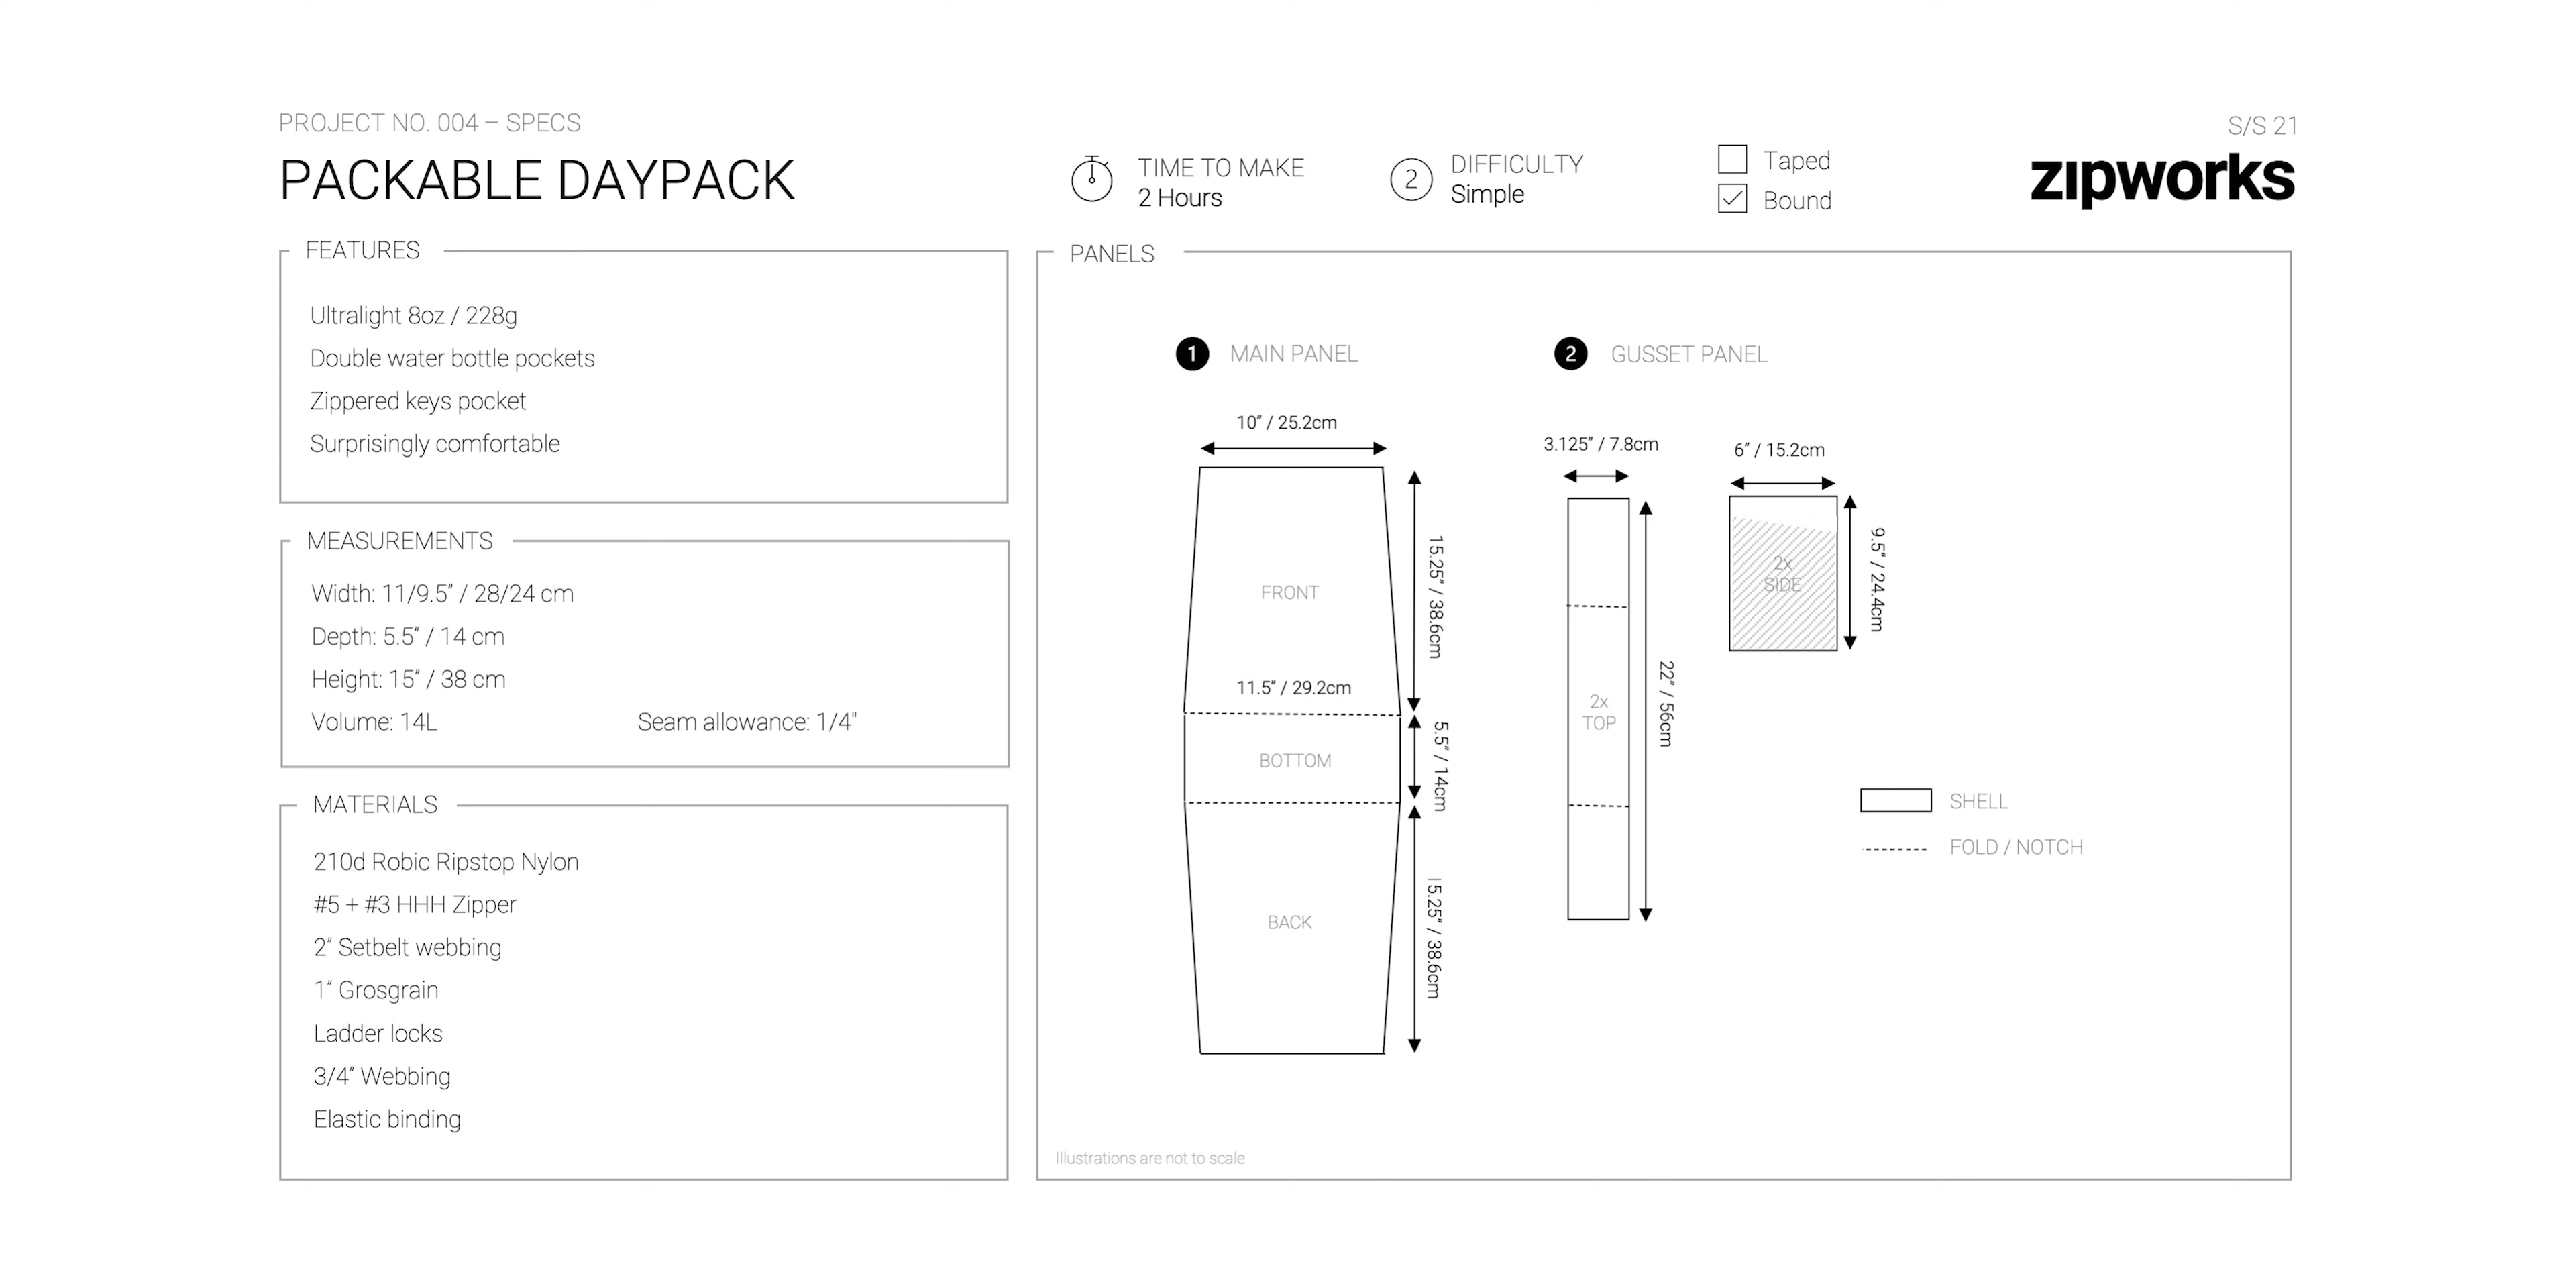 PROJECT NO. 004 – SPECS
PACKABLE DAYPACK
TIME TO MAKE
2 Hours
2
DIFFICULTY
Simple
Taped
Bound
S/S 21
zipworks
FEATURES
Ultralight 8oz / 228g
Double water bottle pockets
Zippered keys pocket
Surprisingly comfortable
MEASUREMENTS
Width: 11/9.5” / 28/24 cm
Depth: 5.5” / 14 cm
Height: 15” / 38 cm
Volume: 14L
Seam allowance: 1/4"
MATERIALS
210d Robic Ripstop Nylon
#5 + #3 HHH Zipper
2” Setbelt webbing
1” Grosgrain
Ladder locks
3/4” Webbing
Elastic binding
PANELS
1 MAIN PANEL
10” / 25.2cm
FRONT
15.25” / 38.6cm
11.5” / 29.2cm
BOTTOM
5.5” / 14cm
BACK
15.25” / 38.6cm
2 GUSSET PANEL
3.125” / 7.8cm
2x
TOP
22” / 56cm
6” / 15.2cm
2x
SIDE
9.5” / 24.4cm
SHELL
FOLD / NOTCH
Illustrations are not to scale